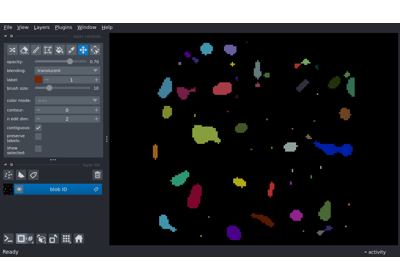 File View Layers Plugins Window Help
opacity: 0.70
blending: translucent
label: 1
brush size: 10
color mode:
contour: 0
n edit dim: 2
contiguous:
preserve
labels:
show
selected:
blob ID
Ready
activity